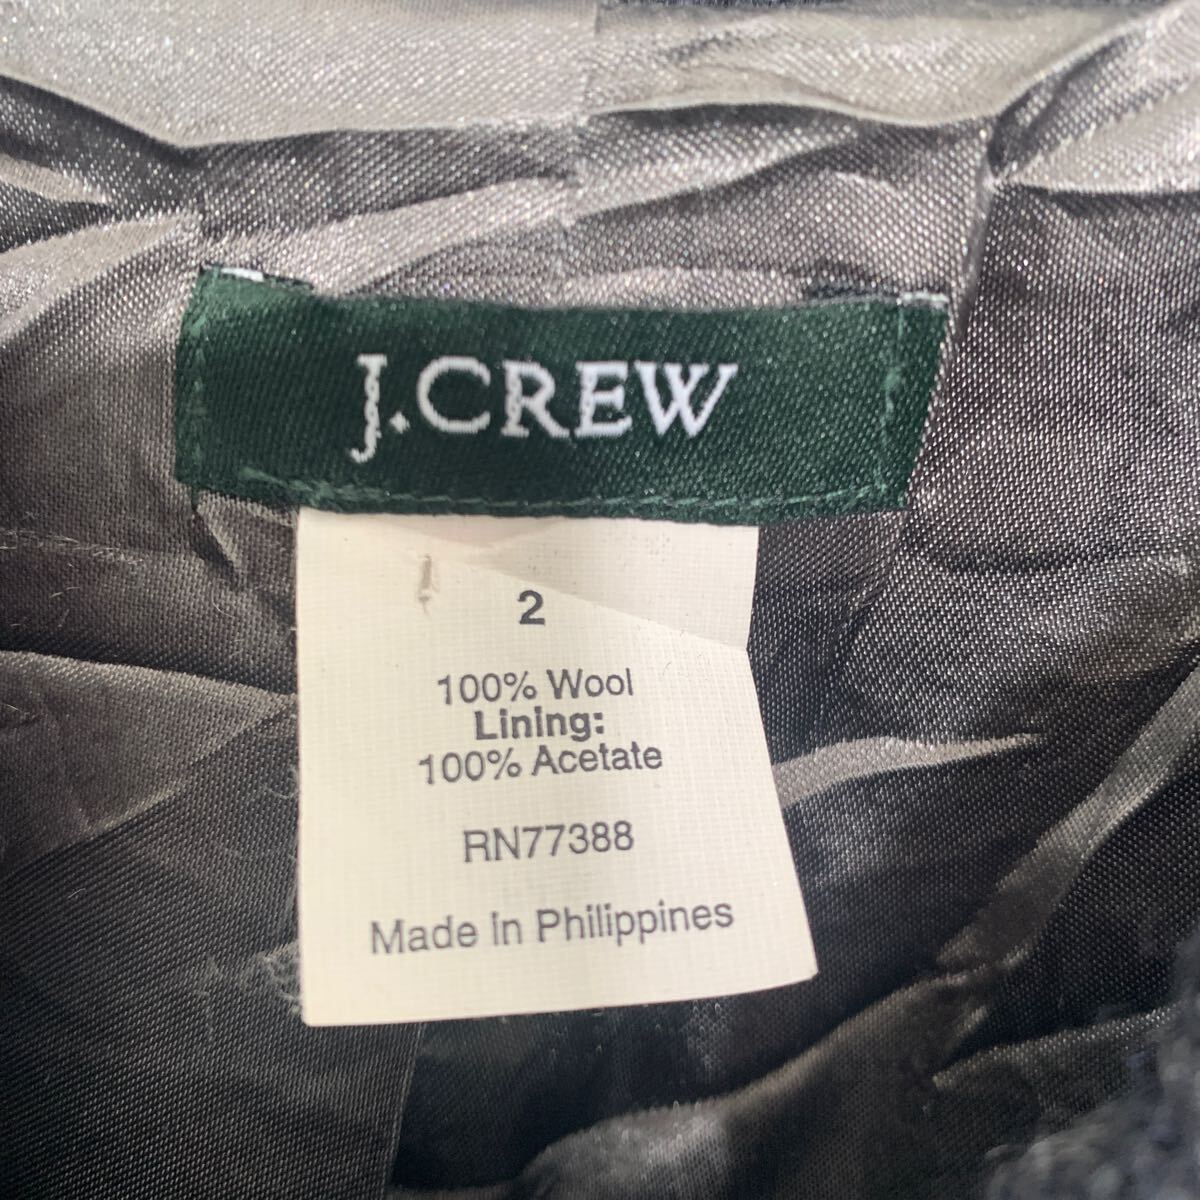 J.CREW
2
100% Wool
Lining:
100% Acetate
RN77388
Made in Philippines